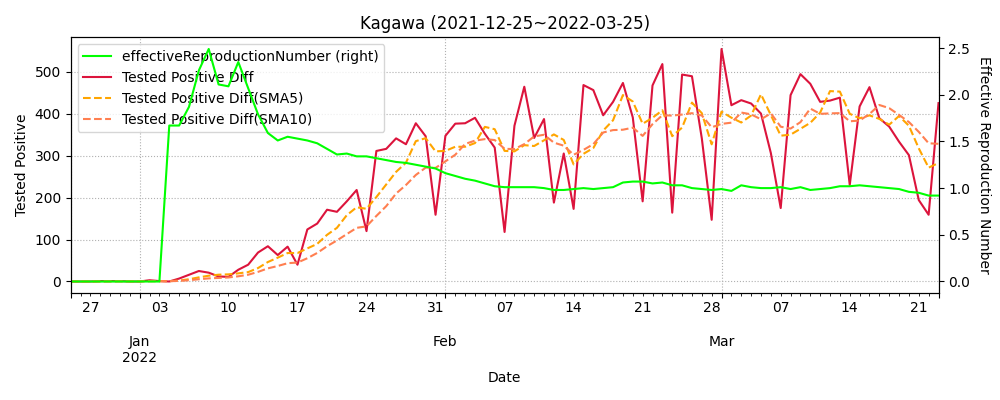 Kagawa (2021-12-25~2022-03-25)
effectiveReproductionNumber (right)
Tested Positive Diff
Tested Positive Diff(SMA5)
Tested Positive Diff(SMA10)
Tested Positive
500
400
300
200
100
0
2.5
2.0
1.5
1.0
0.5
0.0
Effective Reproduction Number
27 03 10 17 24 31 07 14 21 28 07 14 21
Jan Feb Mar
2022
Date